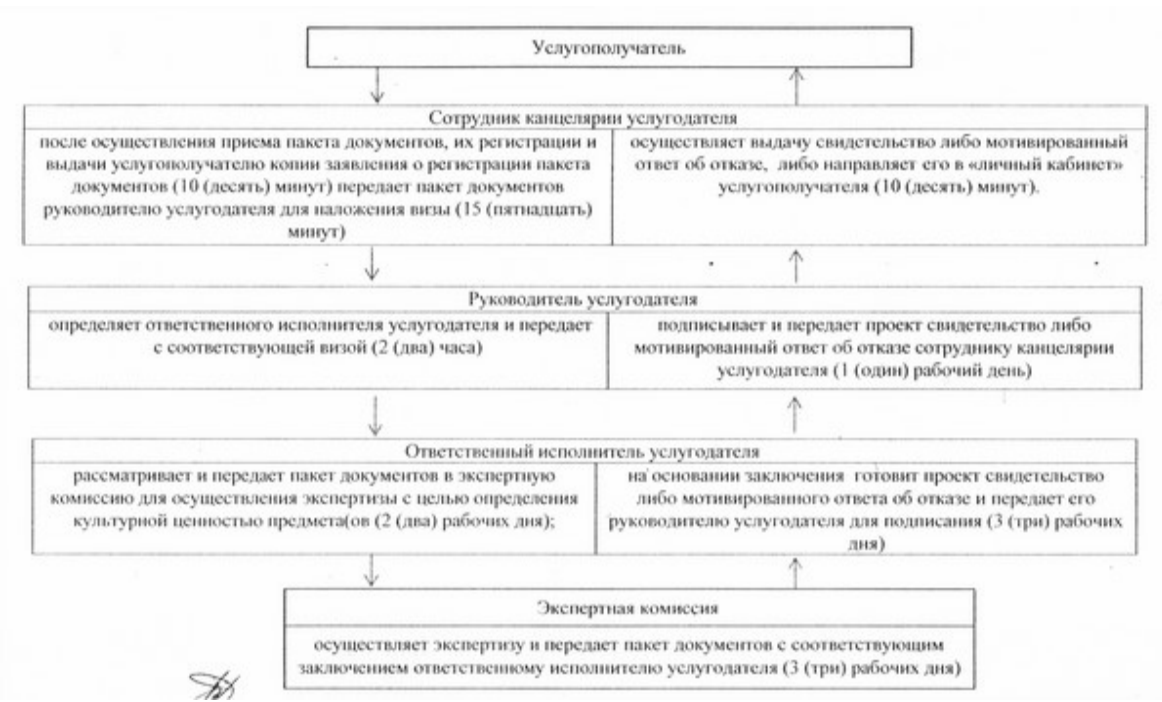 Услугополучатель
Сотрудник канцелярии услугодателя
после осуществления приема пакета документов, их регистрации и
выдачи услугополучателю копии заявления о регистрации пакета
документов (10 (десять) минут) передает пакет документов
руководителю услугодателя для наложения визы (15 (пятнадцать)
минут)
осуществляет выдачу свидетельство либо мотивированный
ответ об отказе, либо направляет его в «личный кабинет»
услугополучателя (10 (десять) минут).
Руководитель услугодателя
определяет ответственного исполнителя услугодателя и передает
с соответствующей визой (2 (два) часа)
подписывает и передает проект свидетельство либо
мотивированный ответ об отказе сотруднику канцелярии
услугодателя (1 (один) рабочий день)
Ответственный исполнитель услугодателя
рассматривает и передает пакет документов в экспертную
комиссию для осуществления экспертизы с целью определения
культурной ценностью предмета(ов (2 (два) рабочих дня);
на основании заключения готовит проект свидетельство
либо мотивированного ответа об отказе и передает его
руководителю услугодателя для подписания (3 (три) рабочих
дня)
Экспертная комиссия
осуществляет экспертизу и передает пакет документов с соответствующим
заключением ответственному исполнителю услугодателя (3 (три) рабочих дня)